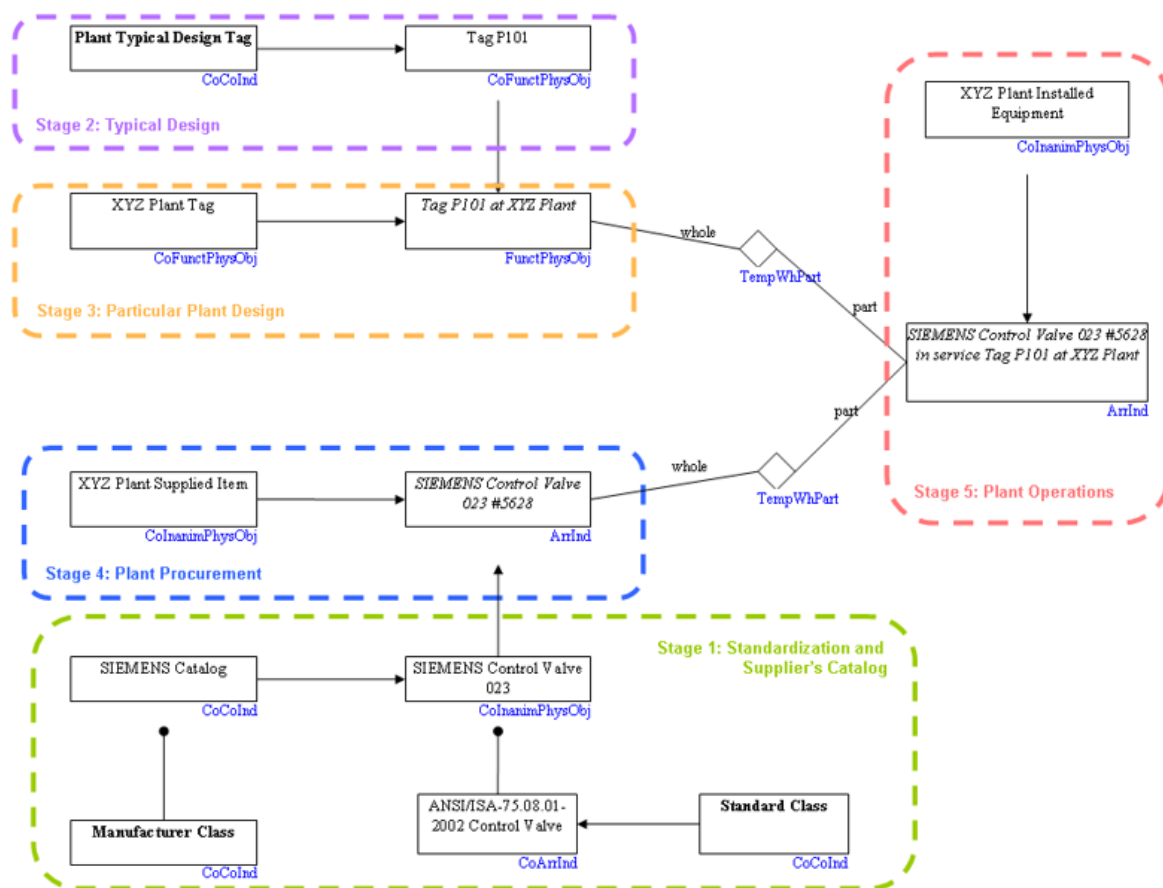 Plant Typical Design Tag
CoCoInd
Tag P101
CoFunctPhysObj
Stage 2: Typical Design
XYZ Plant Installed
Equipment
CoInanimPhysObj
XYZ Plant Tag
CoFunctPhysObj
Tag P101 at XYZ Plant
FunctPhysObj
Stage 3: Particular Plant Design
whole
TempWhPart
part
SIEMENS Control Valve 023 #5628
in service Tag P101 at XYZ Plant
ArrInd
part
whole
TempWhPart
Stage 5: Plant Operations
XYZ Plant Supplied Item
CoInanimPhysObj
SIEMENS Control Valve
023 #5628
ArrInd
Stage 4: Plant Procurement
Stage 1: Standardization and
Supplier's Catalog
SIEMENS Catalog
CoCoInd
SIEMENS Control Valve
023
CoInanimPhysObj
Manufacturer Class
CoCoInd
ANSI/ISA-75.08.01-
2002 Control Valve
CoArrInd
Standard Class
CoCoInd